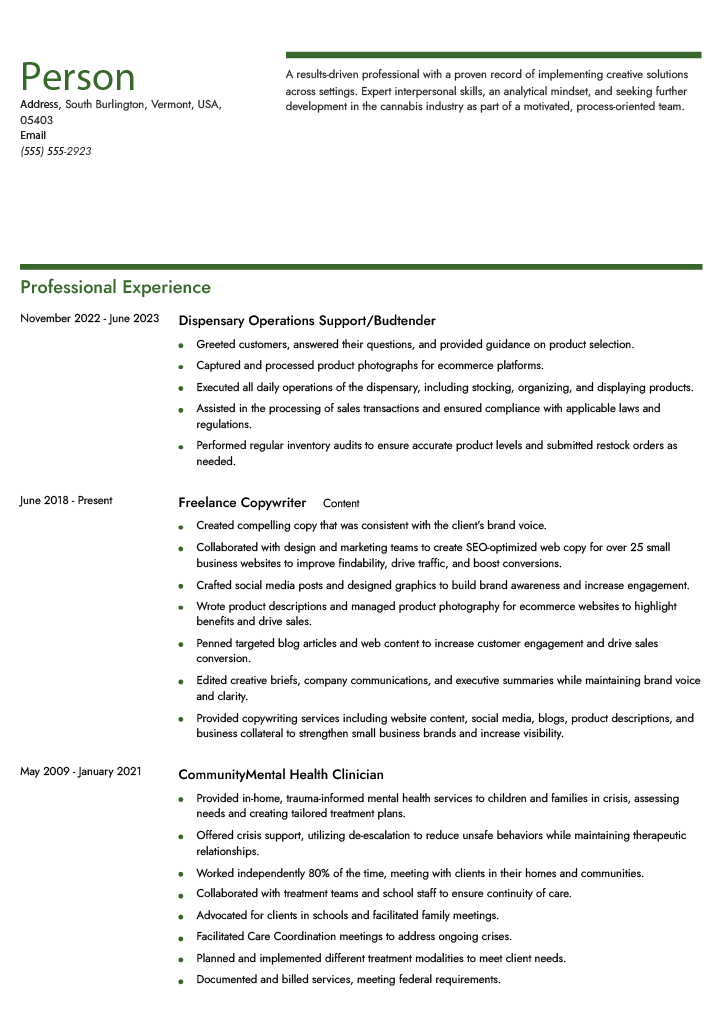 Person
Address, South Burlington, Vermont, USA,
05403
Email
(555) 555-2923
A results-driven professional with a proven record of implementing creative solutions
across settings. Expert interpersonal skills, an analytical mindset, and seeking further
development in the cannabis industry as part of a motivated, process-oriented team.
Professional Experience
November 2022 - June 2023
Dispensary Operations Support/Budtender
Greeted customers, answered their questions, and provided guidance on product selection.
Captured and processed product photographs for ecommerce platforms.
Executed all daily operations of the dispensary, including stocking, organizing, and displaying products.
Assisted in the processing of sales transactions and ensured compliance with applicable laws and
regulations.
Performed regular inventory audits to ensure accurate product levels and submitted restock orders as
needed.
June 2018 - Present
Freelance Copywriter Content
Created compelling copy that was consistent with the client's brand voice.
Collaborated with design and marketing teams to create SEO-optimized web copy for over 25 small
business websites to improve findability, drive traffic, and boost conversions.
Crafted social media posts and designed graphics to build brand awareness and increase engagement.
Wrote product descriptions and managed product photography for ecommerce websites to highlight
benefits and drive sales.
Penned targeted blog articles and web content to increase customer engagement and drive sales
conversion.
Edited creative briefs, company communications, and executive summaries while maintaining brand voice
and clarity.
Provided copywriting services including website content, social media, blogs, product descriptions, and
business collateral to strengthen small business brands and increase visibility.
May 2009 - January 2021
CommunityMental Health Clinician
Provided in-home, trauma-informed mental health services to children and families in crisis, assessing
needs and creating tailored treatment plans.
Offered crisis support, utilizing de-escalation to reduce unsafe behaviors while maintaining therapeutic
relationships.
Worked independently 80% of the time, meeting with clients in their homes and communities.
Collaborated with treatment teams and school staff to ensure continuity of care.
Advocated for clients in schools and facilitated family meetings.
Facilitated Care Coordination meetings to address ongoing crises.
Planned and implemented different treatment modalities to meet client needs.
Documented and billed services, meeting federal requirements.